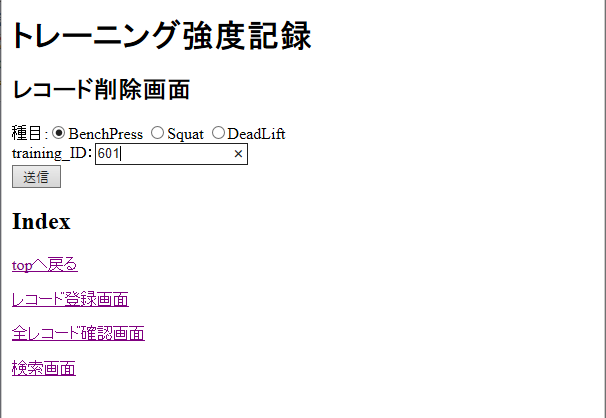 トレーニング強度記録
レコード削除画面
種目: BenchPress Squat DeadLift
training_ID: 601 ×
送信
Index
topへ戻る
レコード登録画面
全レコード確認画面
検索画面